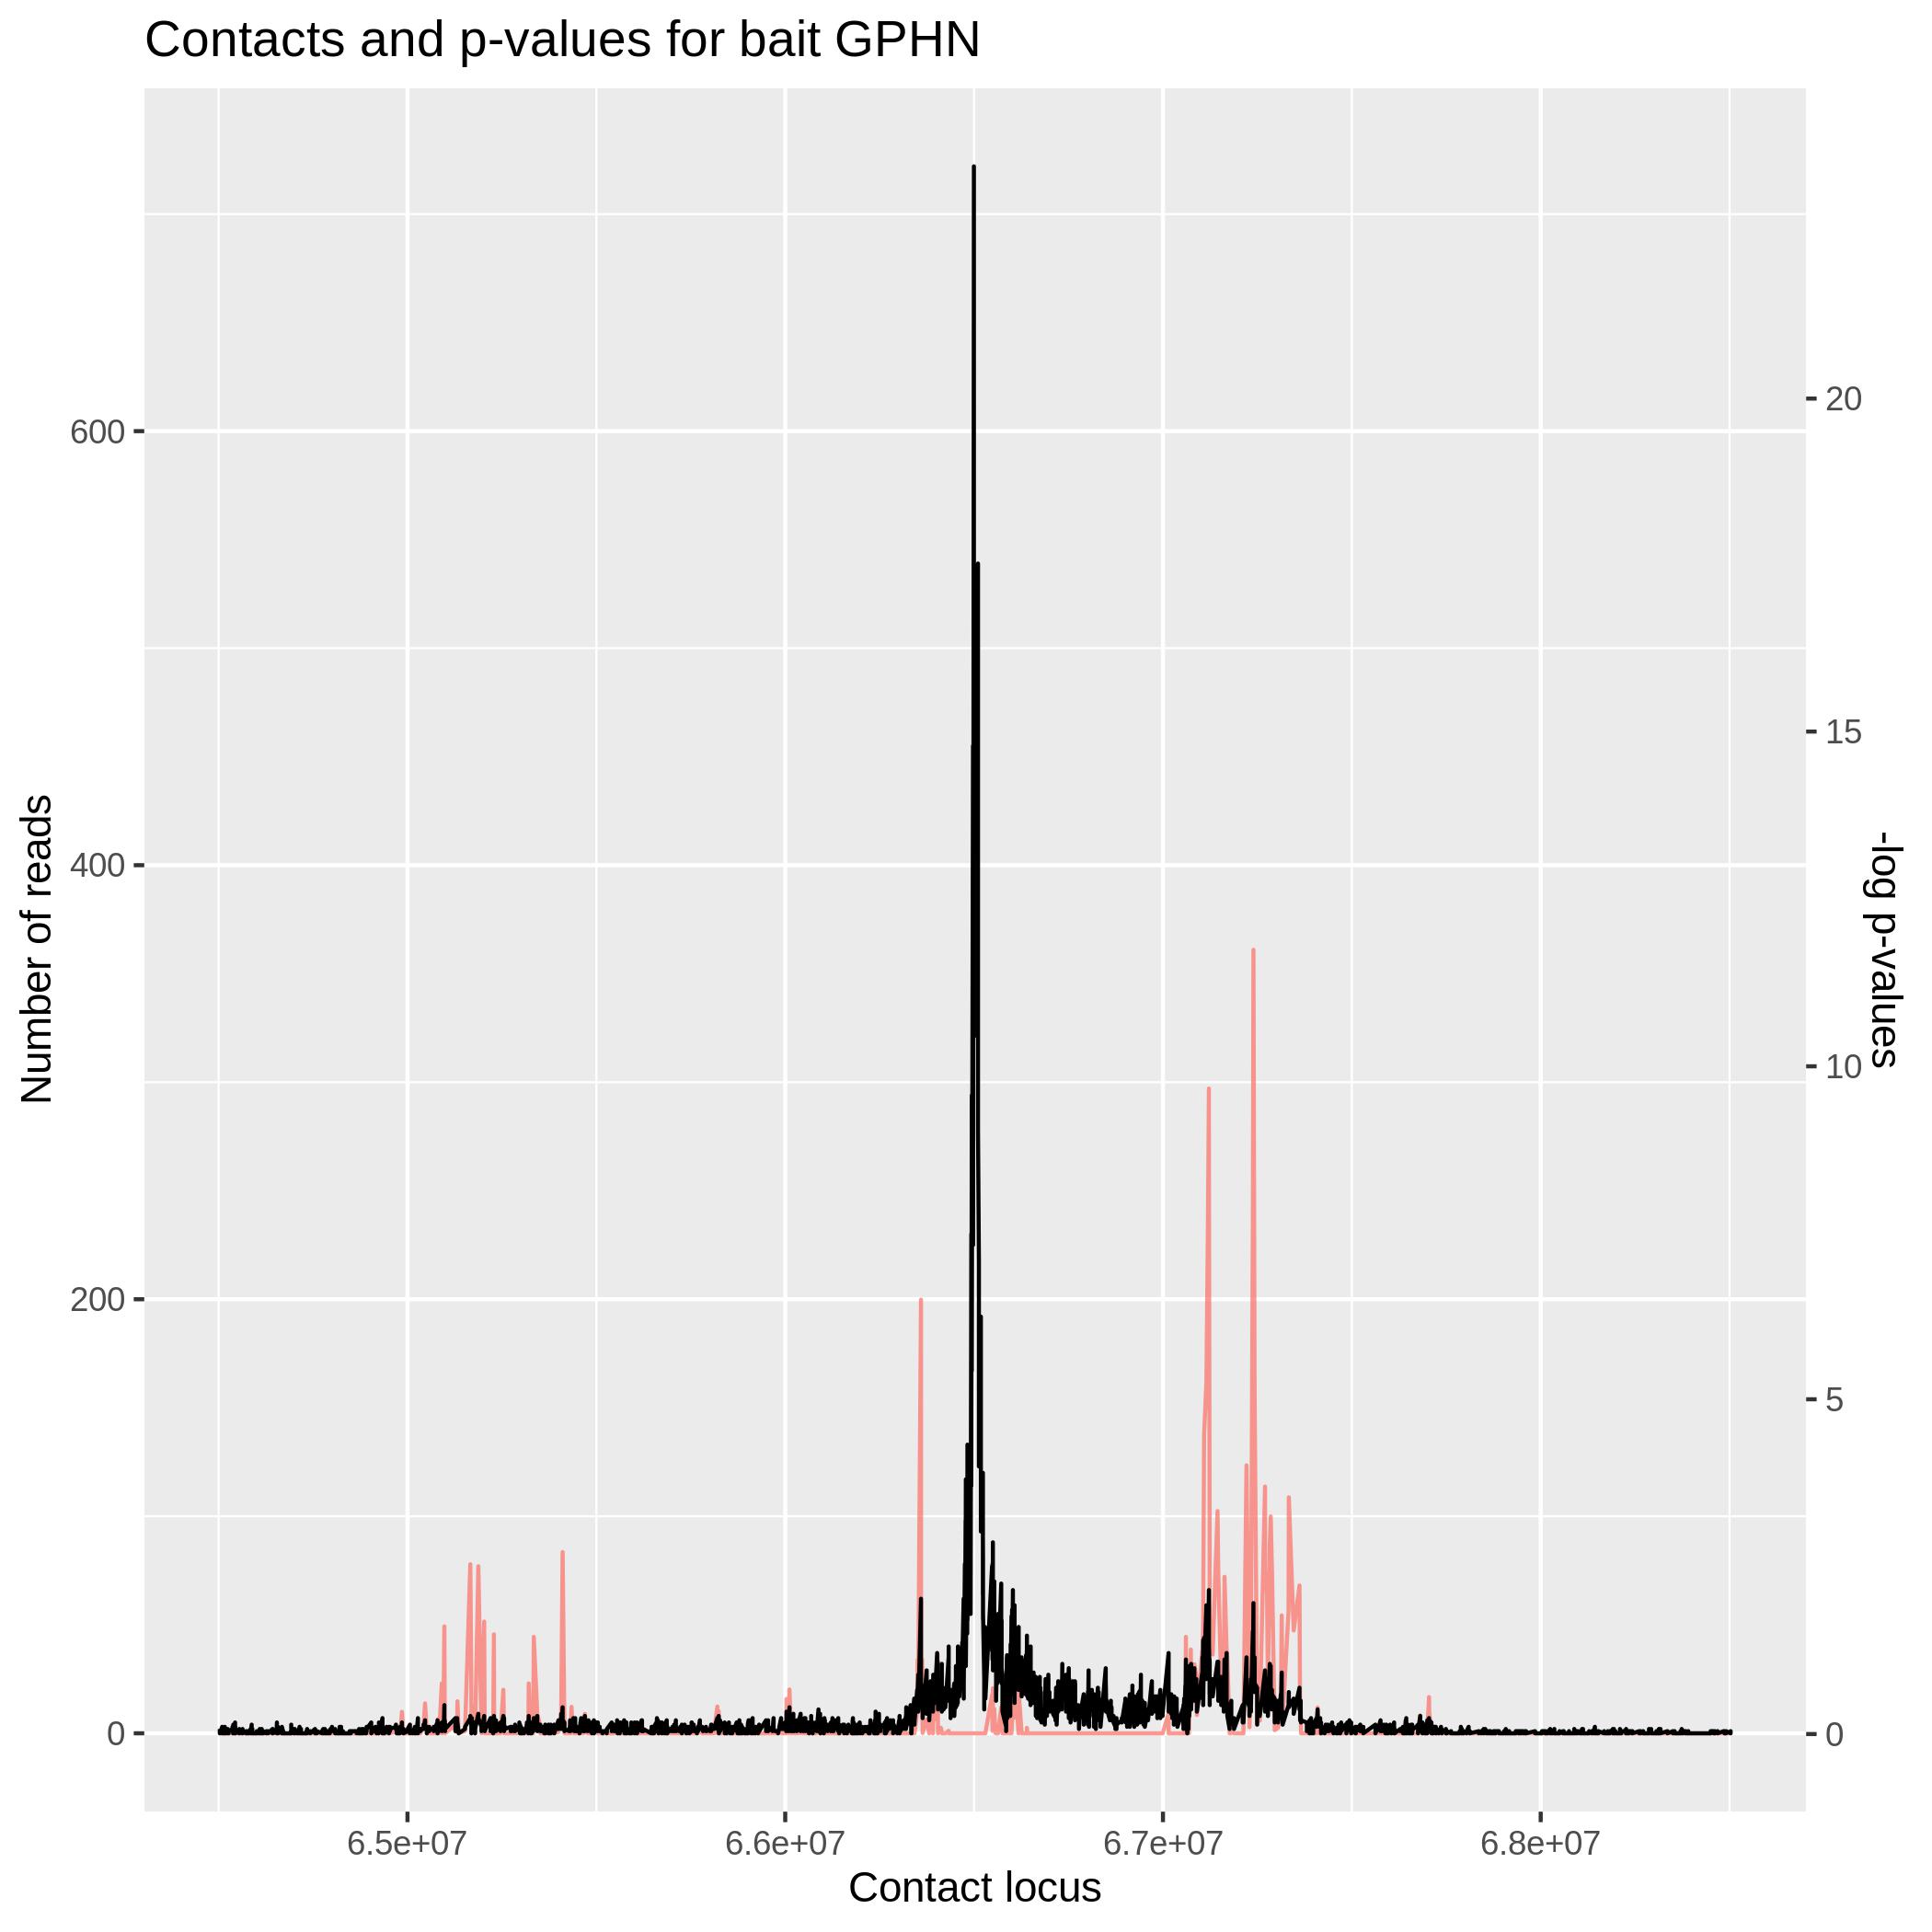 Contacts and p-values for bait GPHN
Number of reads
600
400
200
0
20
15
10
5
0
-log p-values
6.5e+07
6.6e+07
6.7e+07
6.8e+07
Contact locus